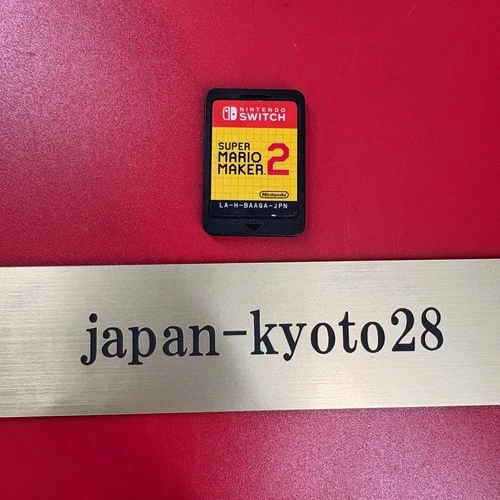 NINTENDO
SWITCH
SUPER
MARIO
MAKER 2
Nintendo
LA-H-BAAQA-JPN
japan-kyoto28